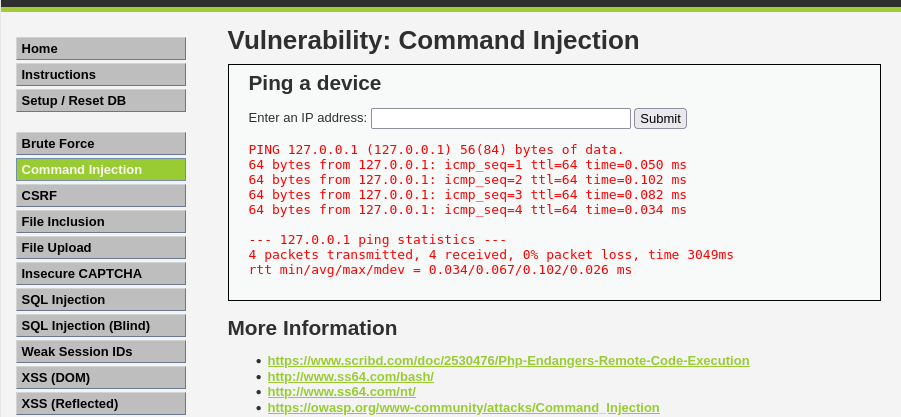 Home
Instructions
Setup / Reset DB
Brute Force
Command Injection
CSRF
File Inclusion
File Upload
Insecure CAPTCHA
SQL Injection
SQL Injection (Blind)
Weak Session IDs
XSS (DOM)
XSS (Reflected)
Vulnerability: Command Injection
Ping a device
Enter an IP address: Submit
PING 127.0.0.1 (127.0.0.1) 56(84) bytes of data.
64 bytes from 127.0.0.1: icmp_seq=1 ttl=64 time=0.050 ms
64 bytes from 127.0.0.1: icmp_seq=2 ttl=64 time=0.102 ms
64 bytes from 127.0.0.1: icmp_seq=3 ttl=64 time=0.082 ms
64 bytes from 127.0.0.1: icmp_seq=4 ttl=64 time=0.034 ms
--- 127.0.0.1 ping statistics ---
4 packets transmitted, 4 received, 0% packet loss, time 3049ms
rtt min/avg/max/mdev = 0.034/0.067/0.102/0.026 ms
More Information
• https://www.scribd.com/doc/2530476/Php-Endangers-Remote-Code-Execution
• http://www.ss64.com/bash/
• http://www.ss64.com/nt/
• https://owasp.org/www-community/attacks/Command_Injection